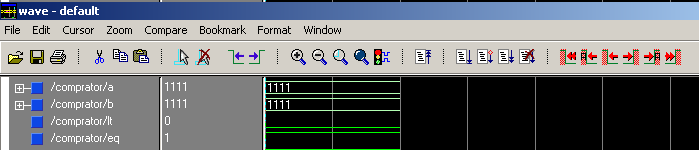 wave - default
File Edit Cursor Zoom Compare Bookmark Format Window
/comprator/a 1111 1111
/comprator/b 1111 1111
/comprator/lt 0
/comprator/eq 1